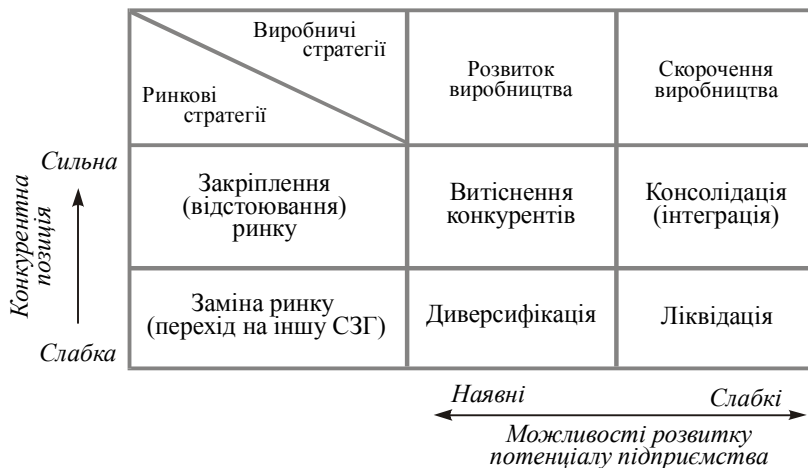 Виробничі
стратегії
Ринкові
стратегії
Розвиток
виробництва
Скорочення
виробництва
Сильна
Конкурентна
позиція
Слабка
Закріплення
(відстоювання)
ринку
Витіснення
конкурентів
Консолідація
(інтеграція)
Заміна ринку
(перехід на іншу СЗГ)
Диверсифікація
Ліквідація
Наявні
Слабкі
Можливості розвитку
потенціалу підприємства